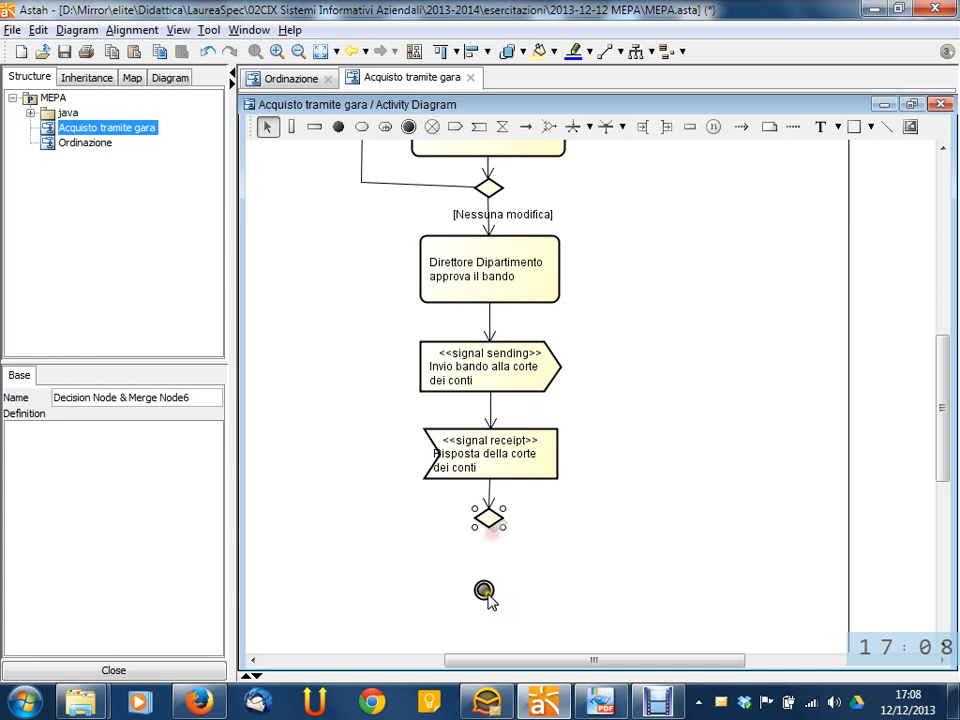 Astah - [D:\Mirror\elite\Didattica\LaureaSpec\02CIX Sistemi Informativi Aziendali\2013-2014\esercitazioni\2013-12-12 MEPA\MEPA.asta] (*)
File Edit Diagram Alignment View Tool Window Help
Structure Inheritance Map Diagram
Ordinazione Acquisto tramite gara
MEPA
java
Acquisto tramite gara
Ordinazione
Acquisto tramite gara / Activity Diagram
[Nessuna modifica]
Direttore Dipartimento
approva il bando
<<signal sending>>
Invio bando alla corte
dei conti
<<signal receipt>>
Risposta della corte
dei conti
Base
Name Decision Node & Merge Node6
Definition
Close
17:08
17:08
12/12/2013